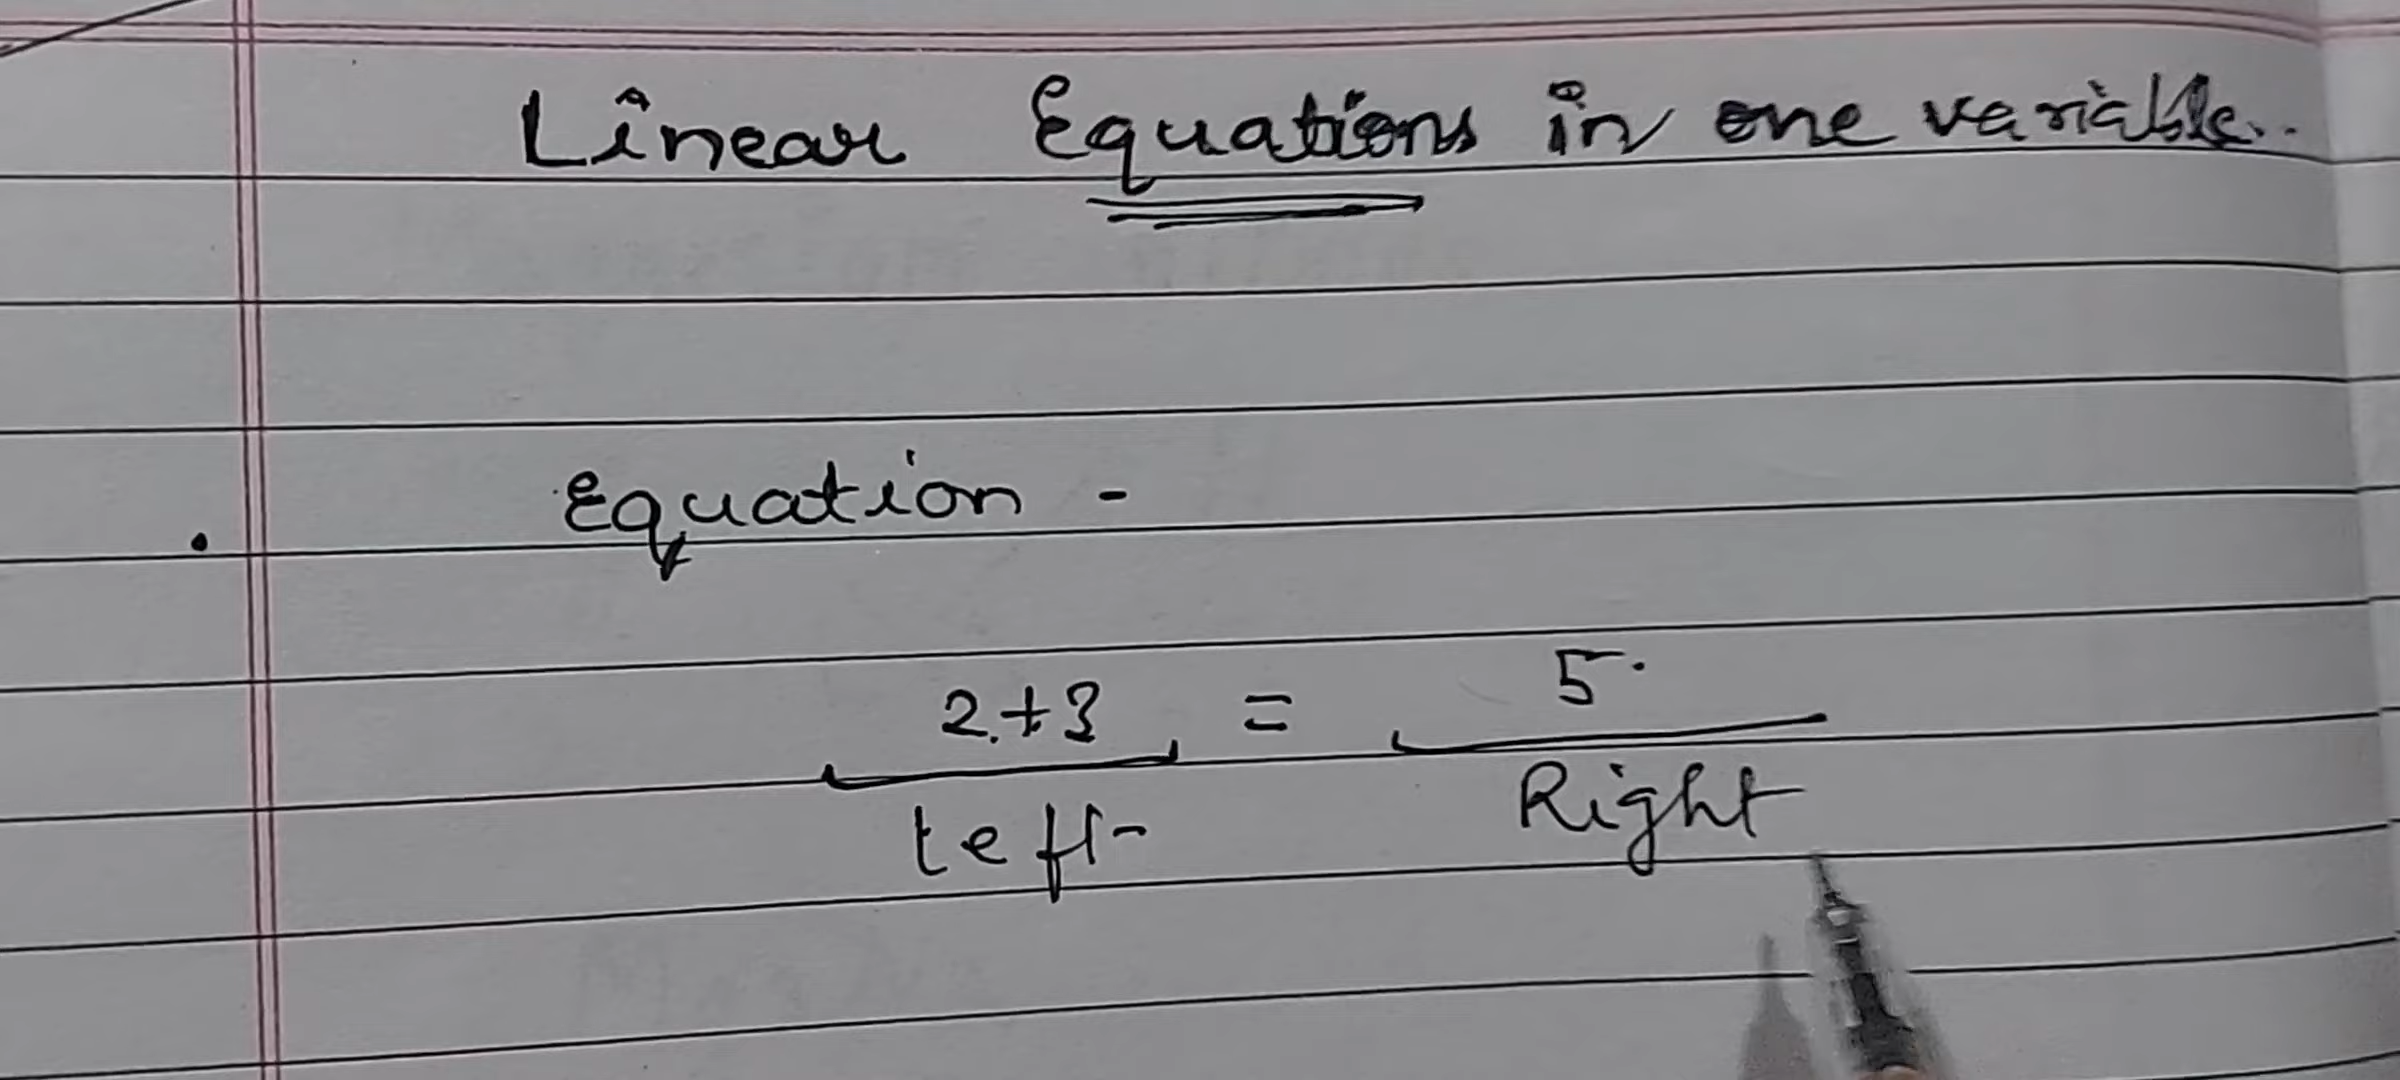 Linear Equations in one variable..
Equation -
2+3 = 5.
left Right